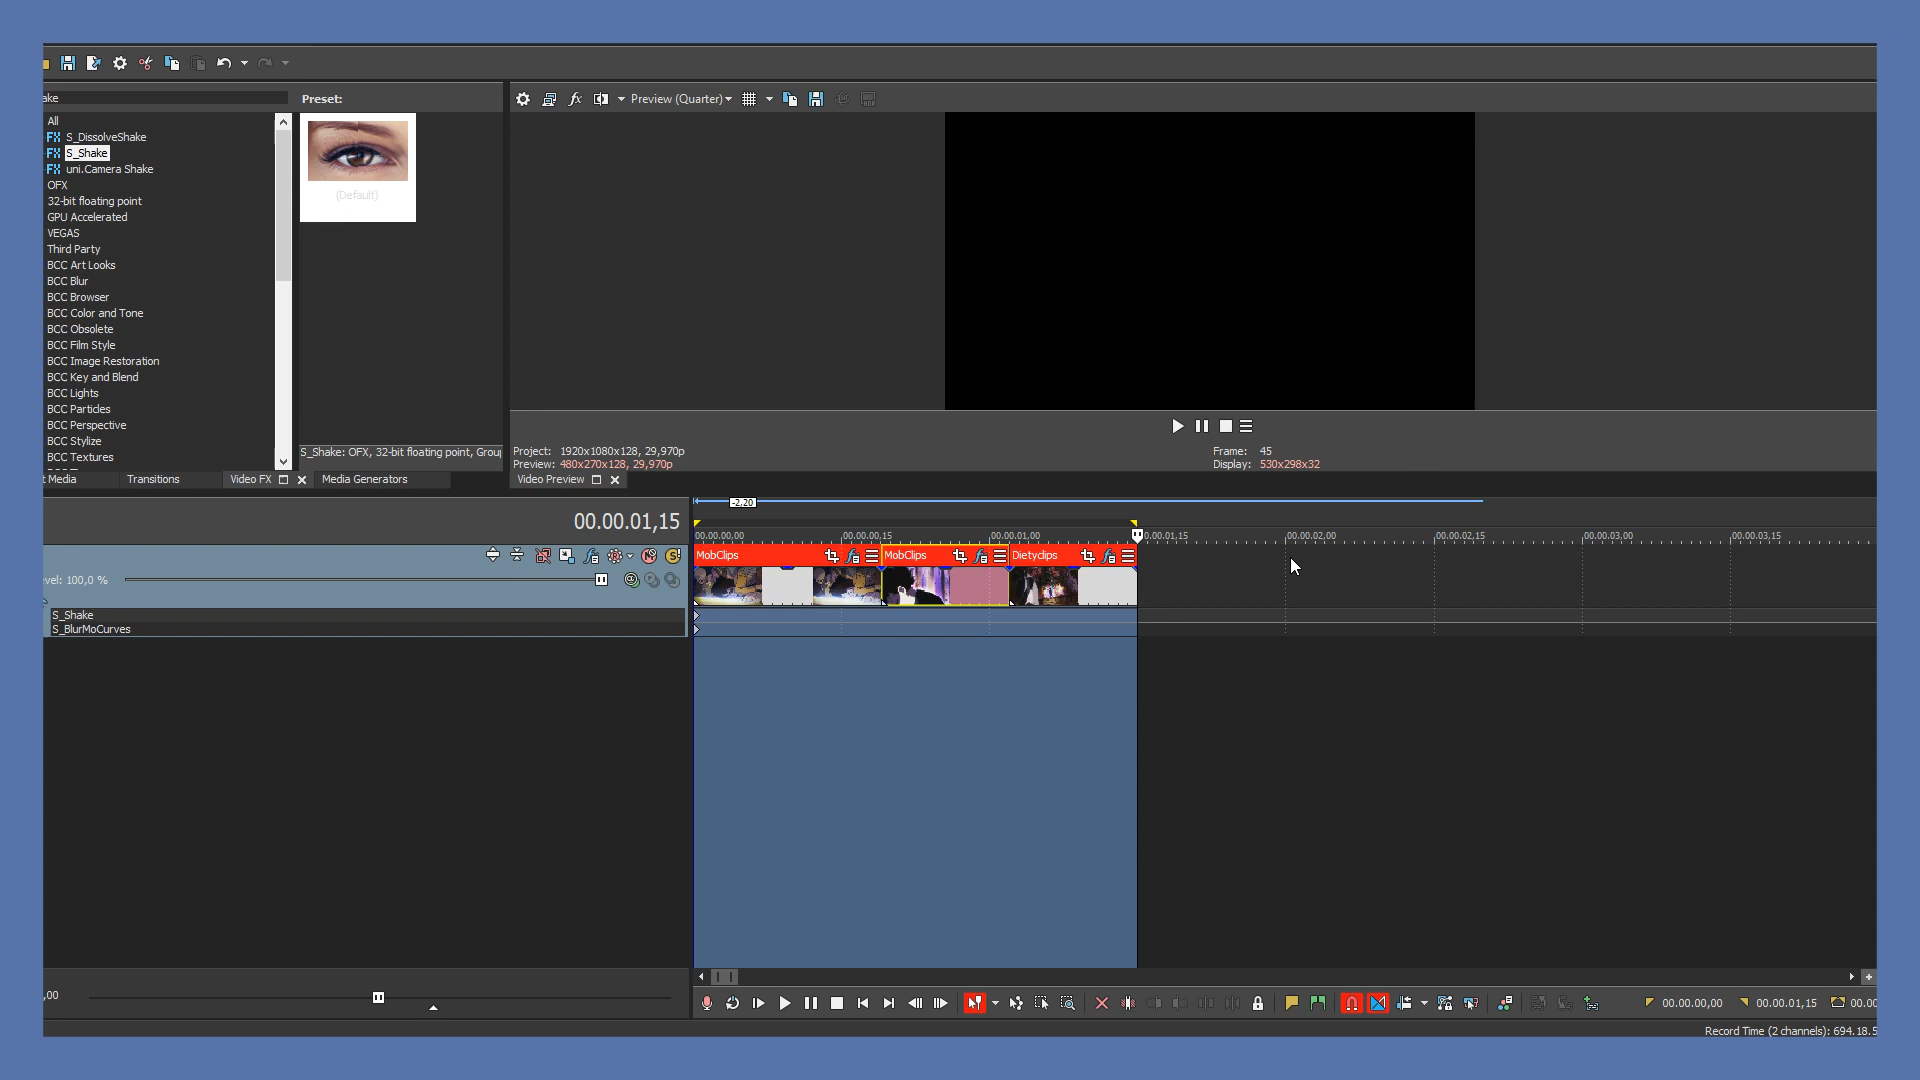 ake
Preset:
Preview (Quarter)
All
FX S_DissolveShake
FX S_Shake
FX uni.Camera Shake
OFX
32-bit floating point
GPU Accelerated
VEGAS
Third Party
BCC Art Looks
BCC Blur
BCC Browser
BCC Color and Tone
BCC Obsolete
BCC Film Style
BCC Image Restoration
BCC Key and Blend
BCC Lights
BCC Particles
BCC Perspective
BCC Stylize
BCC Textures
(Default)
S_Shake: OFX, 32-bit floating point, Grou
Project: 1920x1080x128, 29,970p
Preview: 480x270x128, 29,970p
Frame: 45
Display: 530x298x32
t Media
Transitions
Video FX
Media Generators
Video Preview
-2.20
00.00.01,15
00.00.00,00
00.00.00,15
00.00.01,00
0.00.01,15
00.00.02,00
00.00.02,15
00.00.03,00
00.00.03,15
MobClips
MobClips
Dietyclips
evel: 100,0 %
S_Shake
S_BlurMoCurves
,00
00.00.00,00
00.00.01,15
00.00
Record Time (2 channels): 694.18.5